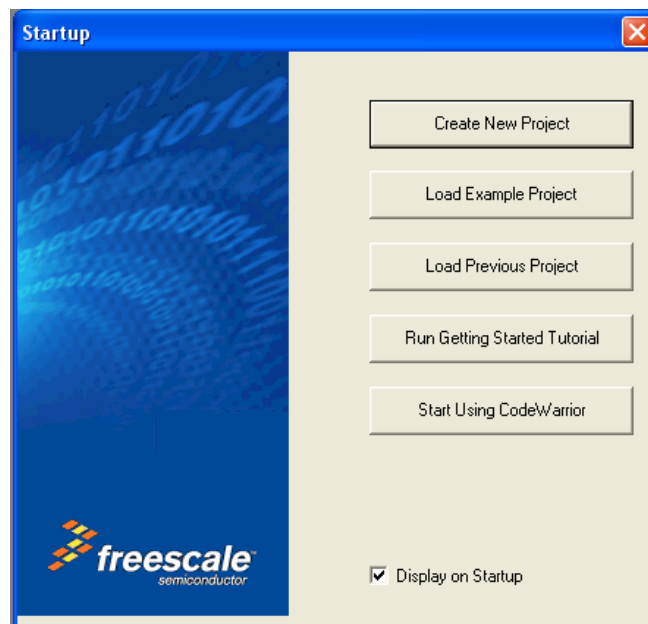 Startup
Create New Project
Load Example Project
Load Previous Project
Run Getting Started Tutorial
Start Using CodeWarrior
freescale™
semiconductor
Display on Startup